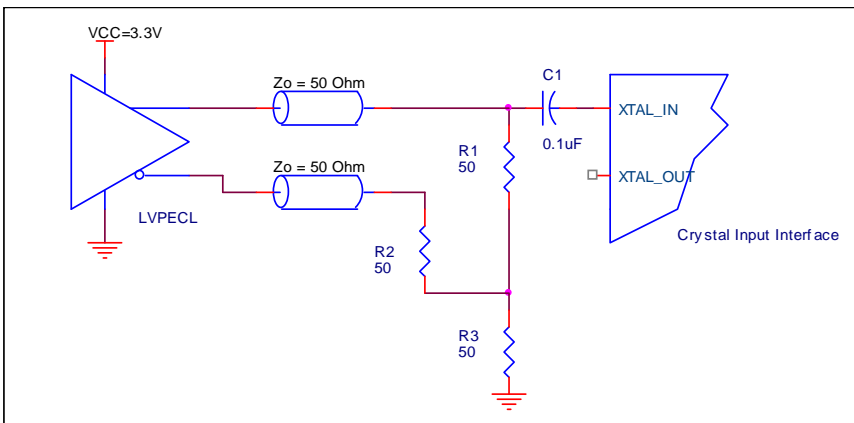 VCC=3.3V
Zo = 50 Ohm
C1
0.1uF
XTAL_IN
R1
50
Zo = 50 Ohm
XTAL_OUT
LVPECL
Crystal Input Interface
R2
50
R3
50